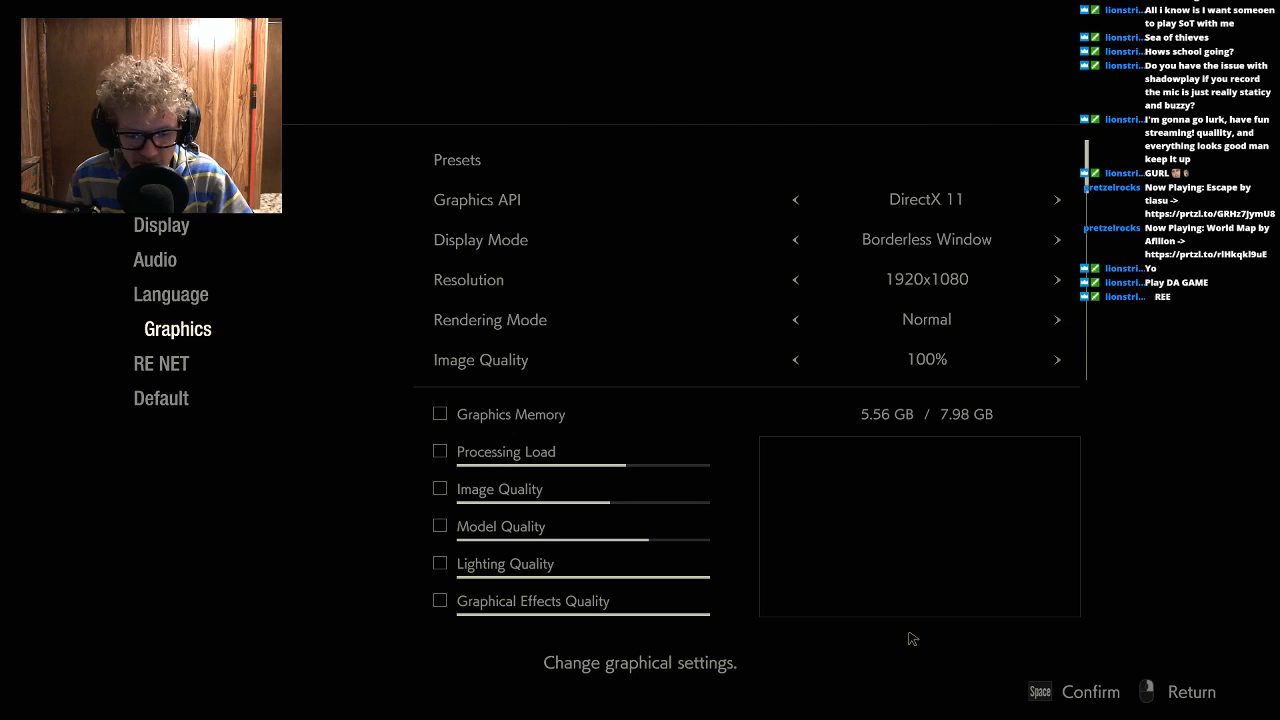 Display
Audio
Language
Graphics
RE NET
Default
Presets
Graphics API DirectX 11
Display Mode Borderless Window
Resolution 1920x1080
Rendering Mode Normal
Image Quality 100%
Graphics Memory 5.56 GB / 7.98 GB
Processing Load
Image Quality
Model Quality
Lighting Quality
Graphical Effects Quality
Change graphical settings.
Space Confirm Return
lionstri... All i know is I want someoen
to play SoT with me
lionstri... Sea of thieves
lionstri... Hows school going?
lionstri... Do you have the issue with
shadowplay if you record
the mic is just really staticy
and buzzy?
lionstri... I'm gonna go lurk, have fun
streaming! quaility, and
everything looks good man
keep it up
lionstri... GURL
pretzelrocks Now Playing: Escape by
tiasu ->
https://prtzl.to/GRHz7JymU8
pretzelrocks Now Playing: World Map by
Afilion ->
https://prtzl.to/rlHkqkl9uE
lionstri... Yo
lionstri... Play DA GAME
lionstri... REE